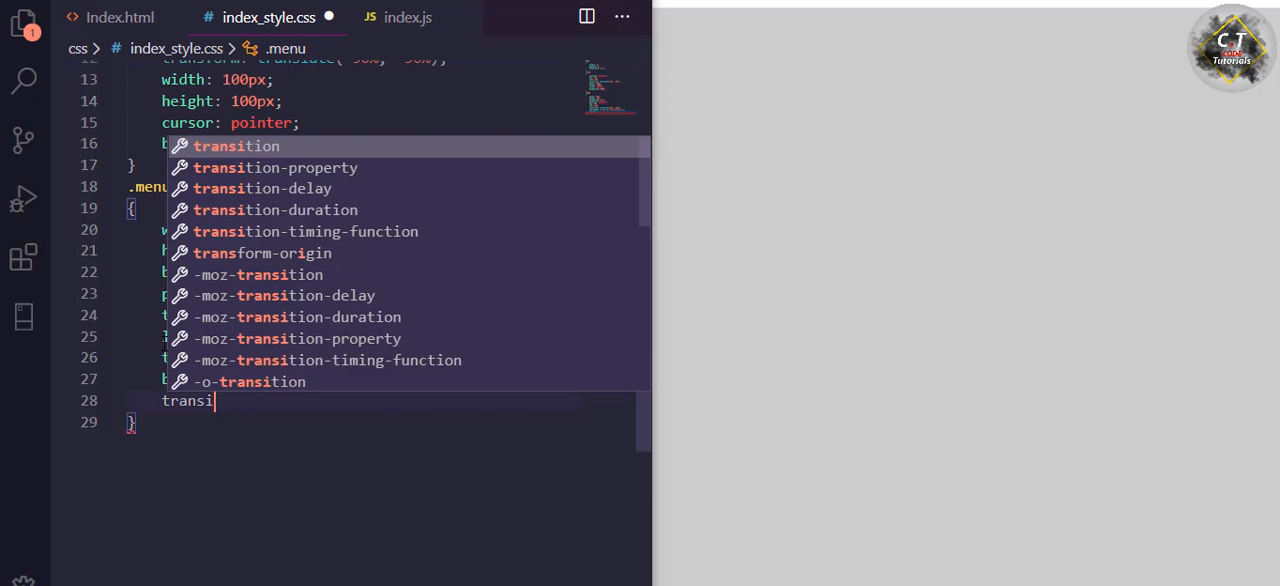 Index.html
# index_style.css
JS index.js
1
css > # index_style.css > .menu
13 width: 100px;
14 height: 100px;
15 cursor: pointer;
16 b
17 }
18 .menu
19 {
20 w
21 h
22 b
23 p
24 t
25 l
26 t
27 b
28 transi
29 }
transition
transition-property
transition-delay
transition-duration
transition-timing-function
transform-origin
-moz-transition
-moz-transition-delay
-moz-transition-duration
-moz-transition-property
-moz-transition-timing-function
-o-transition
C T
CODE
Tutorials